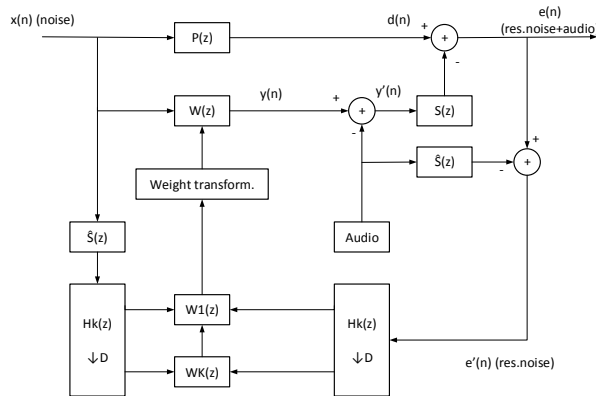 x(n) (noise)
P(z)
d(n)
+
+
-
e(n)
(res.noise+audio)
W(z)
y(n)
+
+
-
y’(n)
S(z)
+
Ŝ(z)
-
+
Weight transform.
Ŝ(z)
Audio
Hk(z)
↓D
W1(z)
WK(z)
Hk(z)
↓D
e’(n) (res.noise)